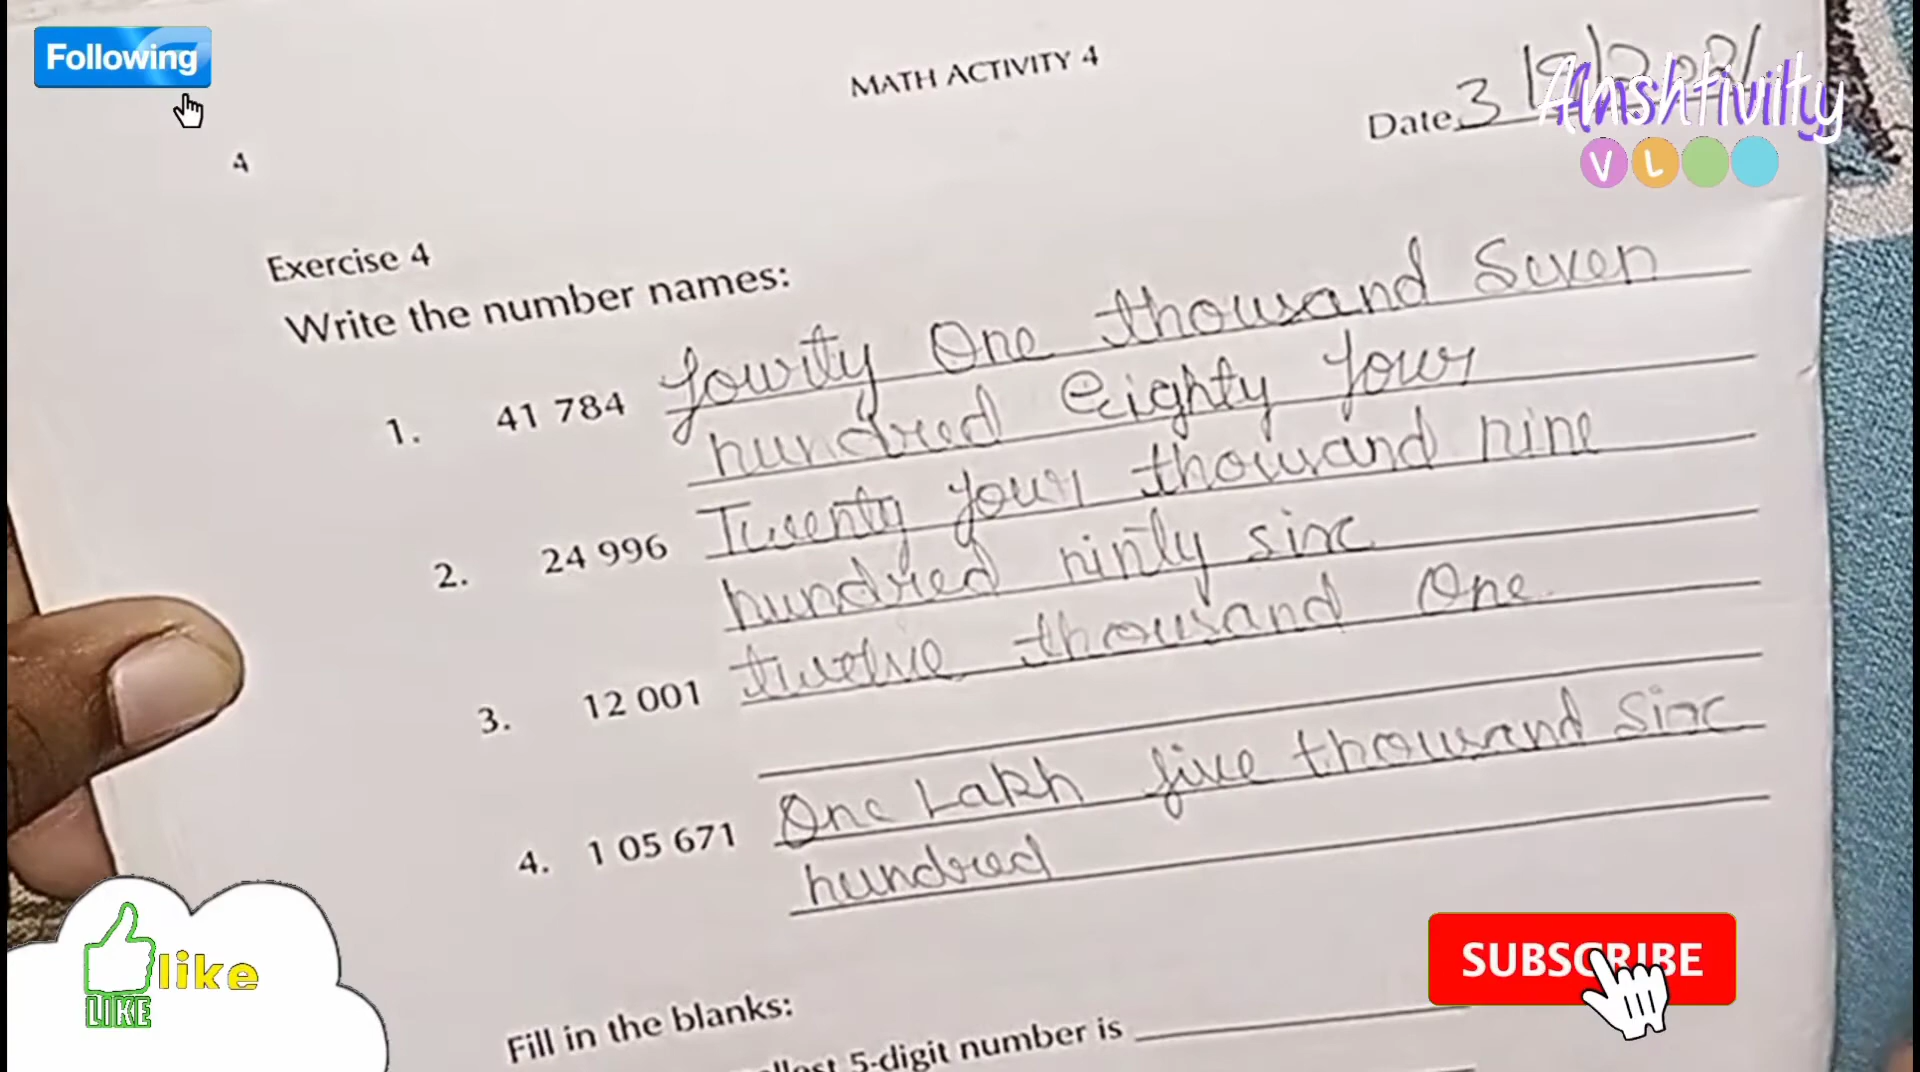 Following
MATH ACTIVITY 4
Date 3
Anshtivilty
V L
4
Exercise 4
Write the number names:
1. 41 784 fourty One thousand Seven
hundred eighty four
2. 24 996 Twenty four thousand nine
hundred ninty six
3. 12 001 twelve thousand One
4. 1 05 671 One Lakh five thousand Six
hundred
like
LIKE
SUBSCRIBE
Fill in the blanks:
5-digit number is